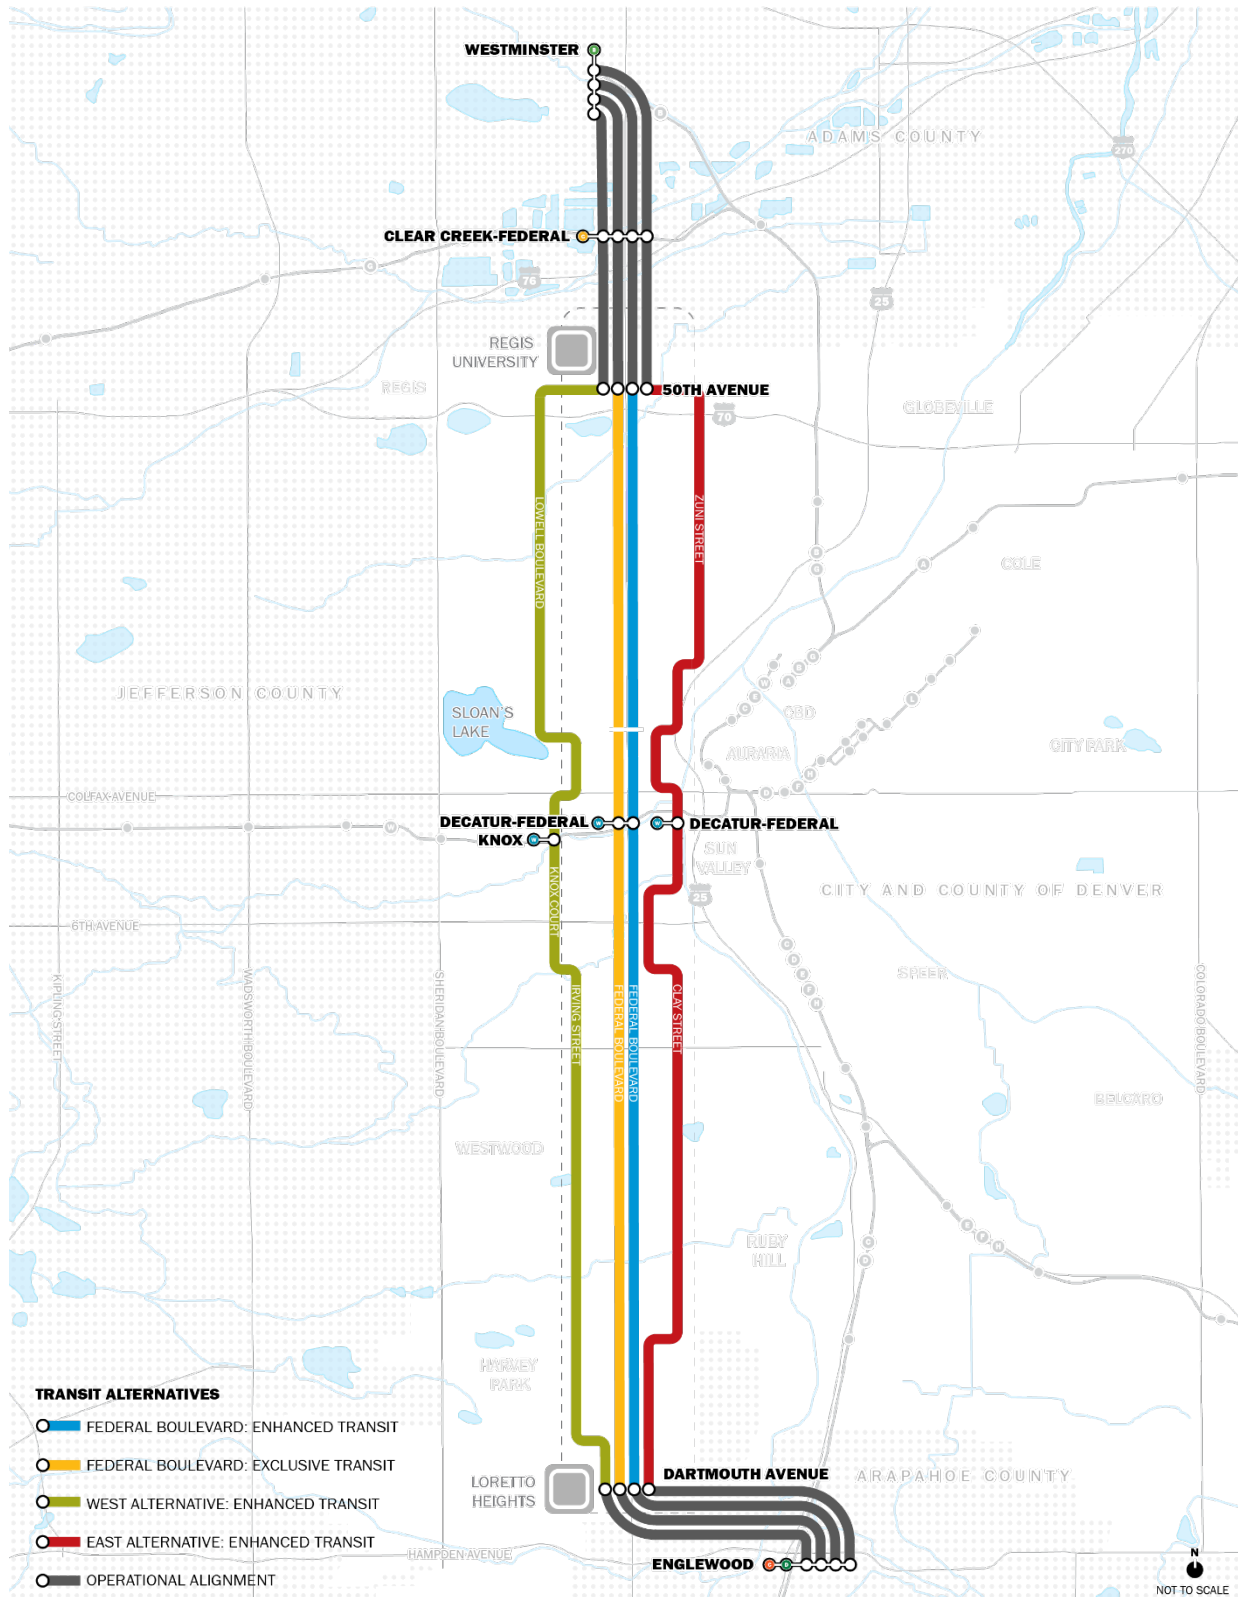 WESTMINSTER
ADAMS COUNTY
270
CLEAR CREEK-FEDERAL
76
25
REGIS
UNIVERSITY
REGIS
50TH AVENUE
70
GLOBEVILLE
LOWELL BOULEVARD
ZUNI STREET
COLE
JEFFERSON COUNTY
SLOAN'S
LAKE
CBD
AURARIA
CITY PARK
COLFAX AVENUE
DECATUR-FEDERAL
DECATUR-FEDERAL
KNOX
SUN
VALLEY
KNOX COURT
25
CITY AND COUNTY OF DENVER
6TH AVENUE
SPEER
KIPLING STREET
WADSWORTH BOULEVARD
SHERIDAN BOULEVARD
IRVING STREET
FEDERAL BOULEVARD
FEDERAL BOULEVARD
CLAY STREET
COLORADO BOULEVARD
BELCARO
WESTWOOD
RUBY
HILL
HARVEY
PARK
TRANSIT ALTERNATIVES
FEDERAL BOULEVARD: ENHANCED TRANSIT
FEDERAL BOULEVARD: EXCLUSIVE TRANSIT
WEST ALTERNATIVE: ENHANCED TRANSIT
EAST ALTERNATIVE: ENHANCED TRANSIT
OPERATIONAL ALIGNMENT
LORETTO
HEIGHTS
DARTMOUTH AVENUE
ARAPAHOE COUNTY
HAMPDEN AVENUE
ENGLEWOOD
N
NOT TO SCALE